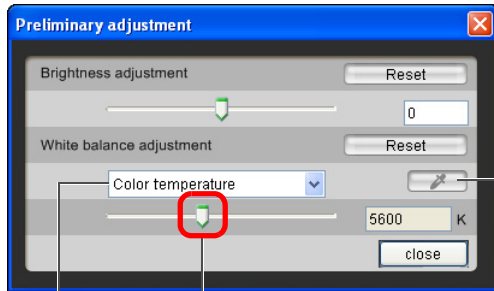 Preliminary adjustment
Brightness adjustment Reset
0
White balance adjustment Reset
Color temperature
5600 K
close